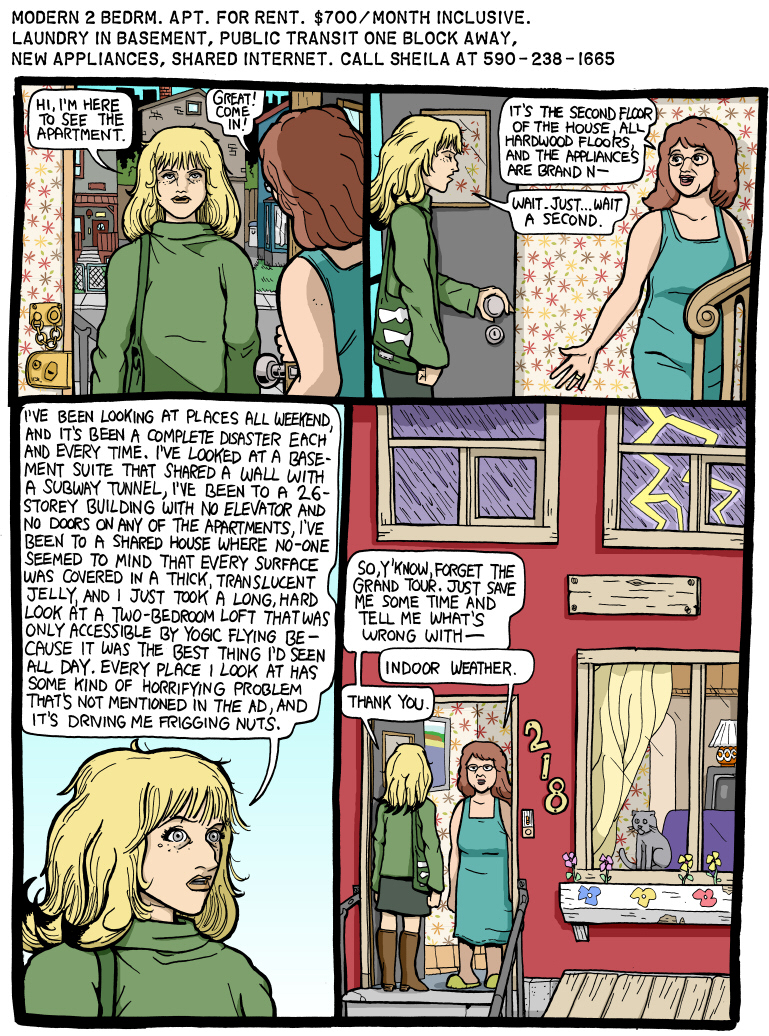 MODERN 2 BEDRM. APT. FOR RENT. $700/MONTH INCLUSIVE.
LAUNDRY IN BASEMENT, PUBLIC TRANSIT ONE BLOCK AWAY,
NEW APPLIANCES, SHARED INTERNET. CALL SHEILA AT 590-238-1665
HI, I'M HERE
TO SEE THE
APARTMENT.
GREAT!
COME
IN!
IT'S THE SECOND FLOOR
OF THE HOUSE, ALL
HARDWOOD FLOORS,
AND THE APPLIANCES
ARE BRAND N—
WAIT. JUST...WAIT
A SECOND.
I'VE BEEN LOOKING AT PLACES ALL WEEKEND,
AND IT'S BEEN A COMPLETE DISASTER EACH
AND EVERY TIME. I'VE LOOKED AT A BASE-
MENT SUITE THAT SHARED A WALL WITH
A SUBWAY TUNNEL, I'VE BEEN TO A 26-
STOREY BUILDING WITH NO ELEVATOR AND
NO DOORS ON ANY OF THE APARTMENTS, I'VE
BEEN TO A SHARED HOUSE WHERE NO-ONE
SEEMED TO MIND THAT EVERY SURFACE
WAS COVERED IN A THICK, TRANSLUCENT
JELLY, AND I JUST TOOK A LONG, HARD
LOOK AT A TWO-BEDROOM LOFT THAT WAS
ONLY ACCESSIBLE BY YOGIC FLYING BE-
CAUSE IT WAS THE BEST THING I'D SEEN
ALL DAY. EVERY PLACE I LOOK AT HAS
SOME KIND OF HORRIFYING PROBLEM
THAT'S NOT MENTIONED IN THE AD, AND
IT'S DRIVING ME FRIGGING NUTS.
SO, Y'KNOW, FORGET THE
GRAND TOUR. JUST SAVE
ME SOME TIME AND
TELL ME WHAT'S
WRONG WITH—
INDOOR WEATHER.
THANK YOU.
218